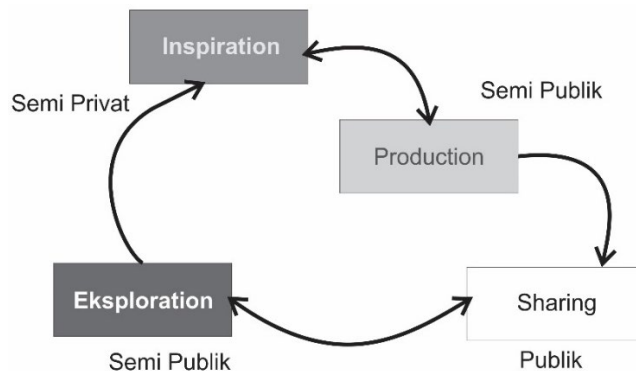 Inspiration
Semi Privat
Semi Publik
Production
Eksploration
Sharing
Semi Publik
Publik